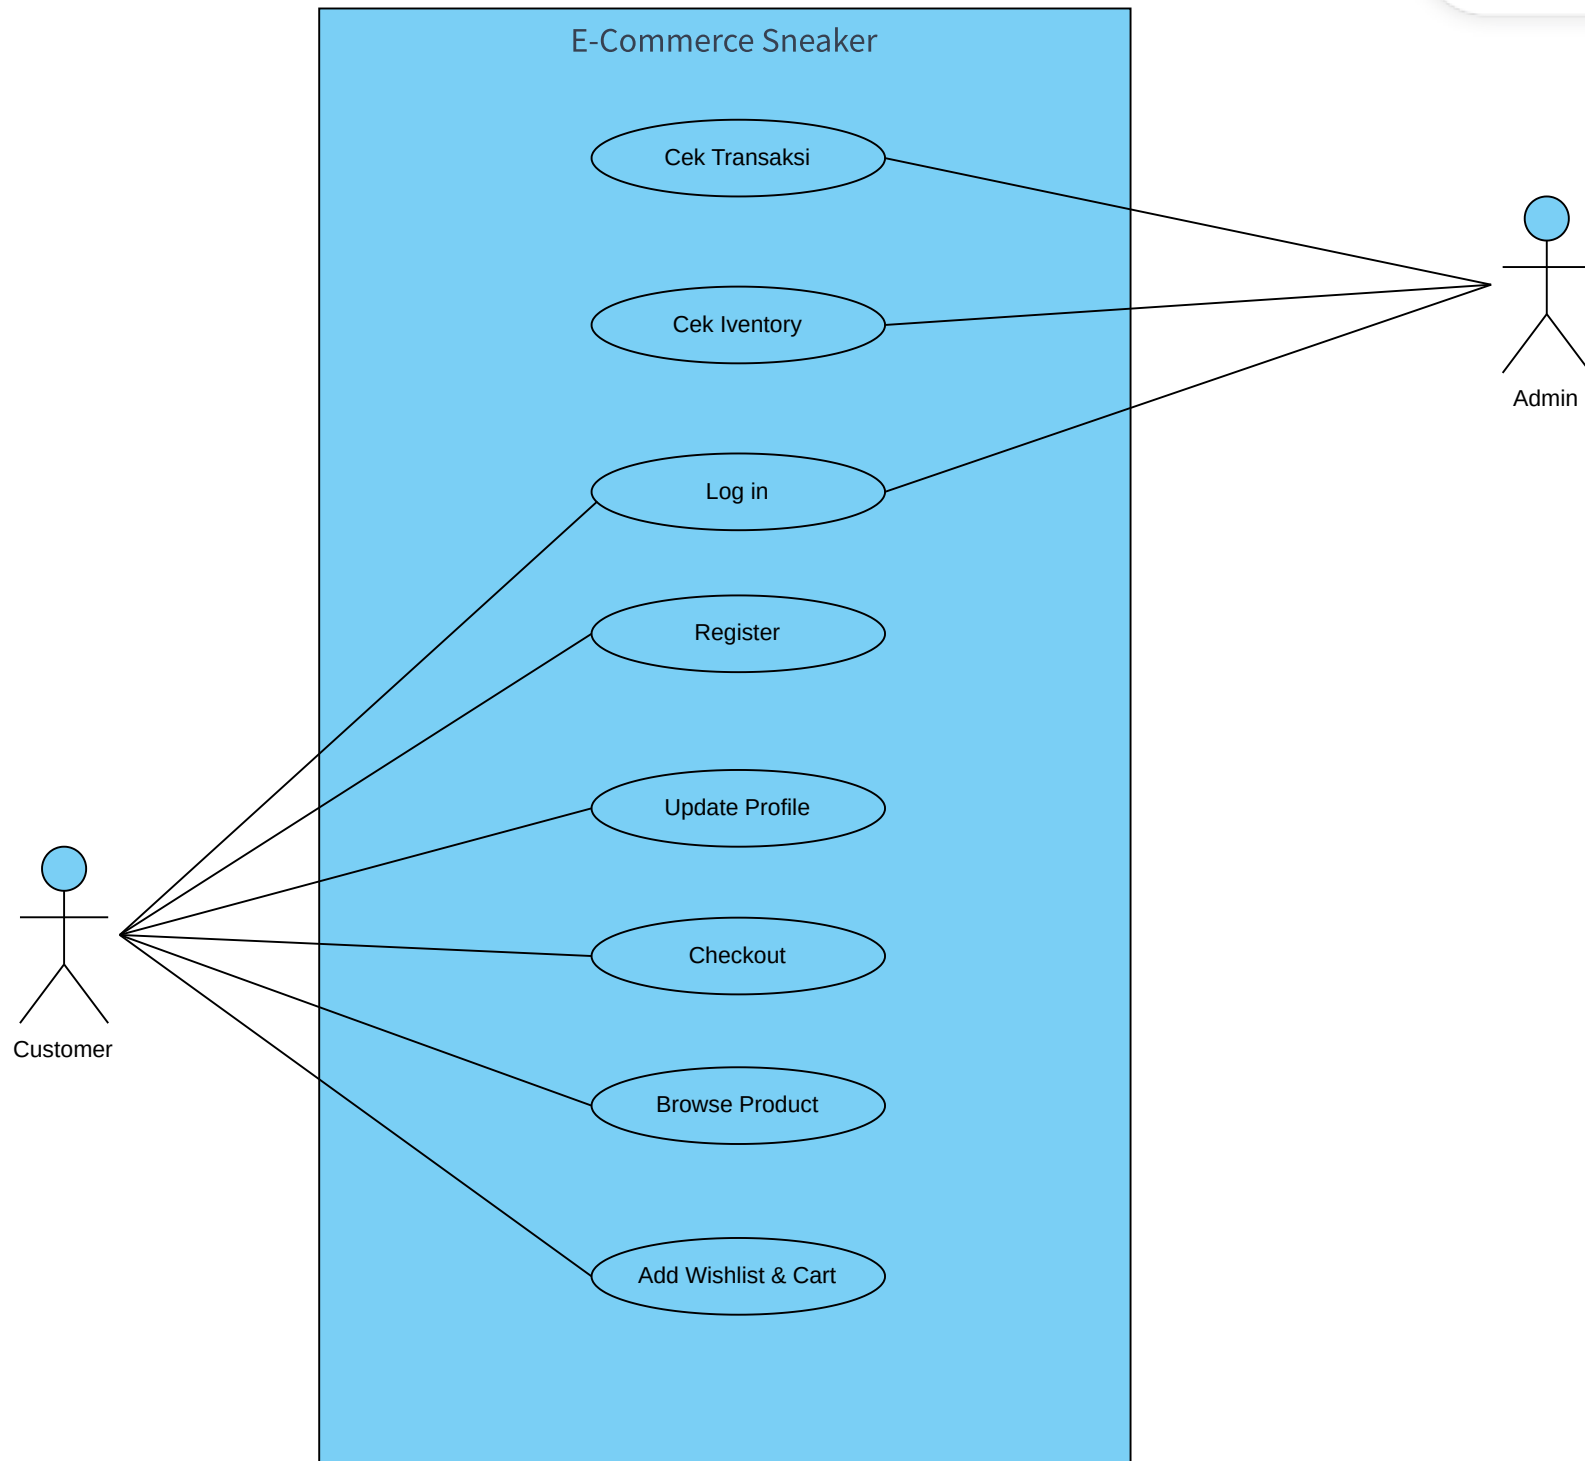 E-Commerce Sneaker
Cek Transaksi
Cek Iventory
Admin
Log in
Register
Update Profile
Checkout
Customer
Browse Product
Add Wishlist & Cart